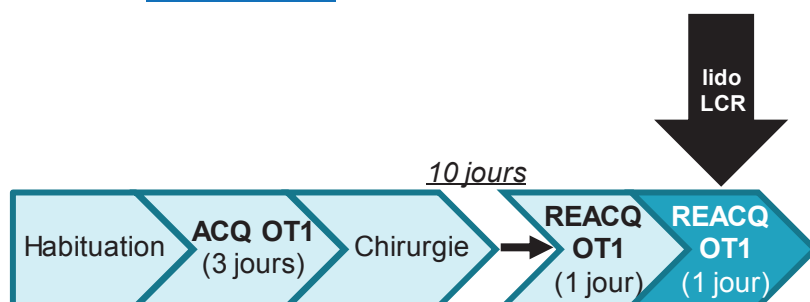 lido
LCR
10 jours
Habituation
ACQ OT1
(3 jours)
Chirurgie
REACQ
OT1
(1 jour)
REACQ
OT1
(1 jour)